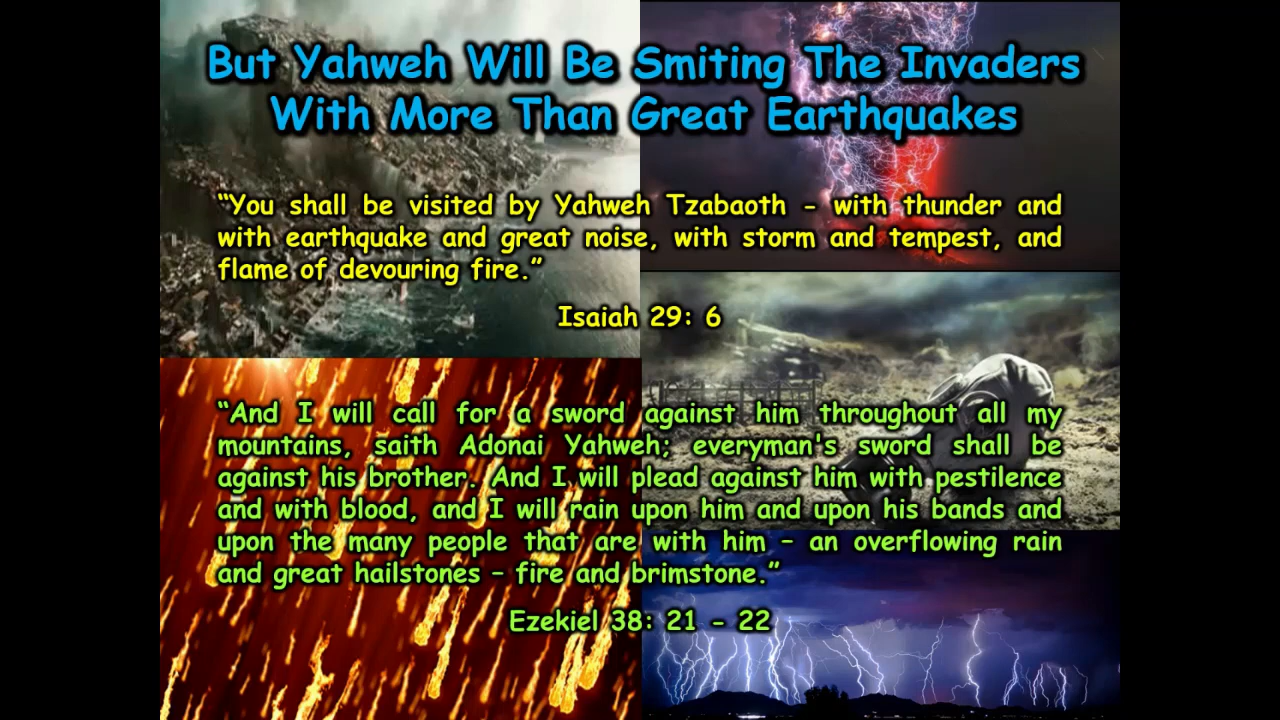 But Yahweh Will Be Smiting The Invaders
With More Than Great Earthquakes
“You shall be visited by Yahweh Tzabaoth - with thunder and
with earthquake and great noise, with storm and tempest, and
flame of devouring fire.”
Isaiah 29: 6
“And I will call for a sword against him throughout all my
mountains, saith Adonai Yahweh; everyman's sword shall be
against his brother. And I will plead against him with pestilence
and with blood, and I will rain upon him and upon his bands and
upon the many people that are with him – an overflowing rain
and great hailstones – fire and brimstone.”
Ezekiel 38: 21 - 22